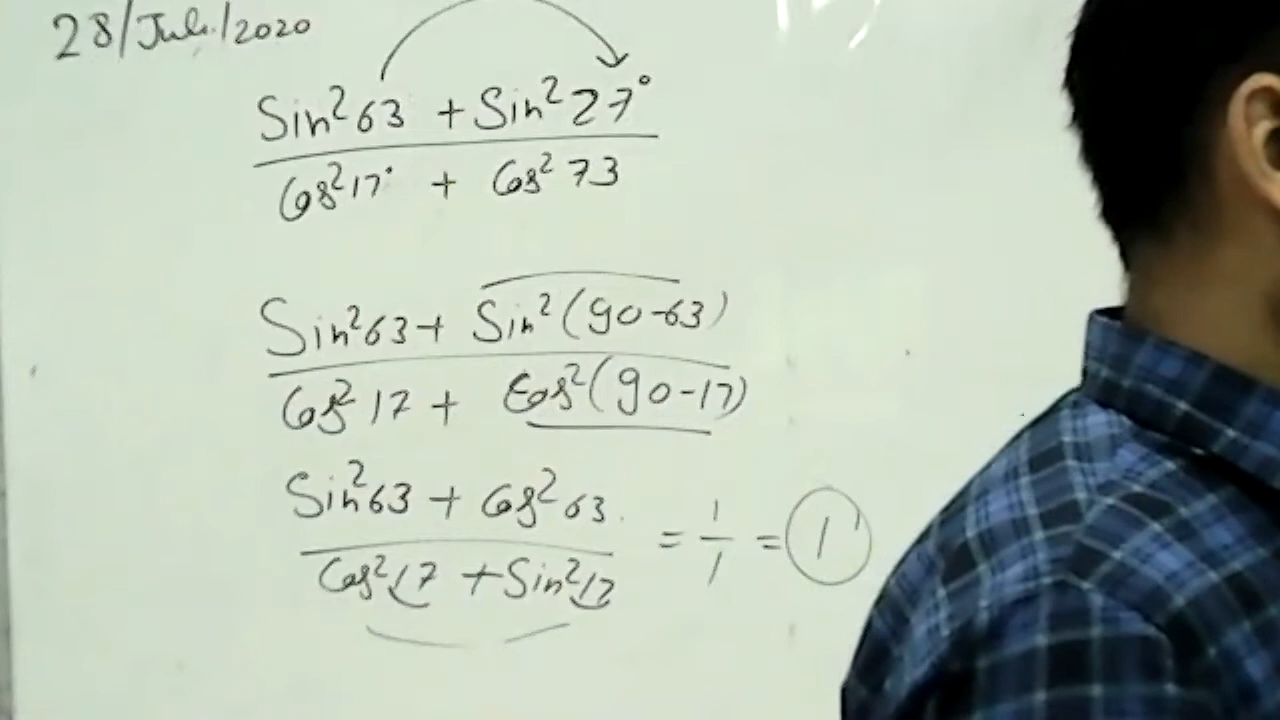 28/Jul./2020
Sin²63 + Sin²27°
Cos²17° + Cos²73
Sin²63 + Sin²(90-63)
Cos²17 + Cos²(90-17)
Sin²63 + Cos²63
Cos²17 + Sin²17
= 1/1 = 1